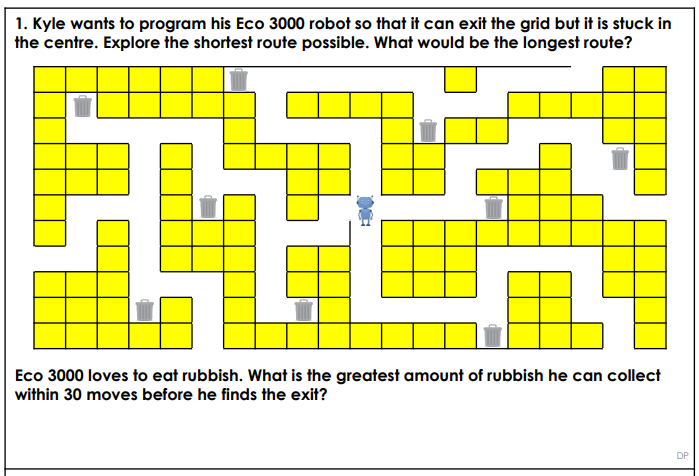 1. Kyle wants to program his Eco 3000 robot so that it can exit the grid but it is stuck in
the centre. Explore the shortest route possible. What would be the longest route?
Eco 3000 loves to eat rubbish. What is the greatest amount of rubbish he can collect
within 30 moves before he finds the exit?
DP